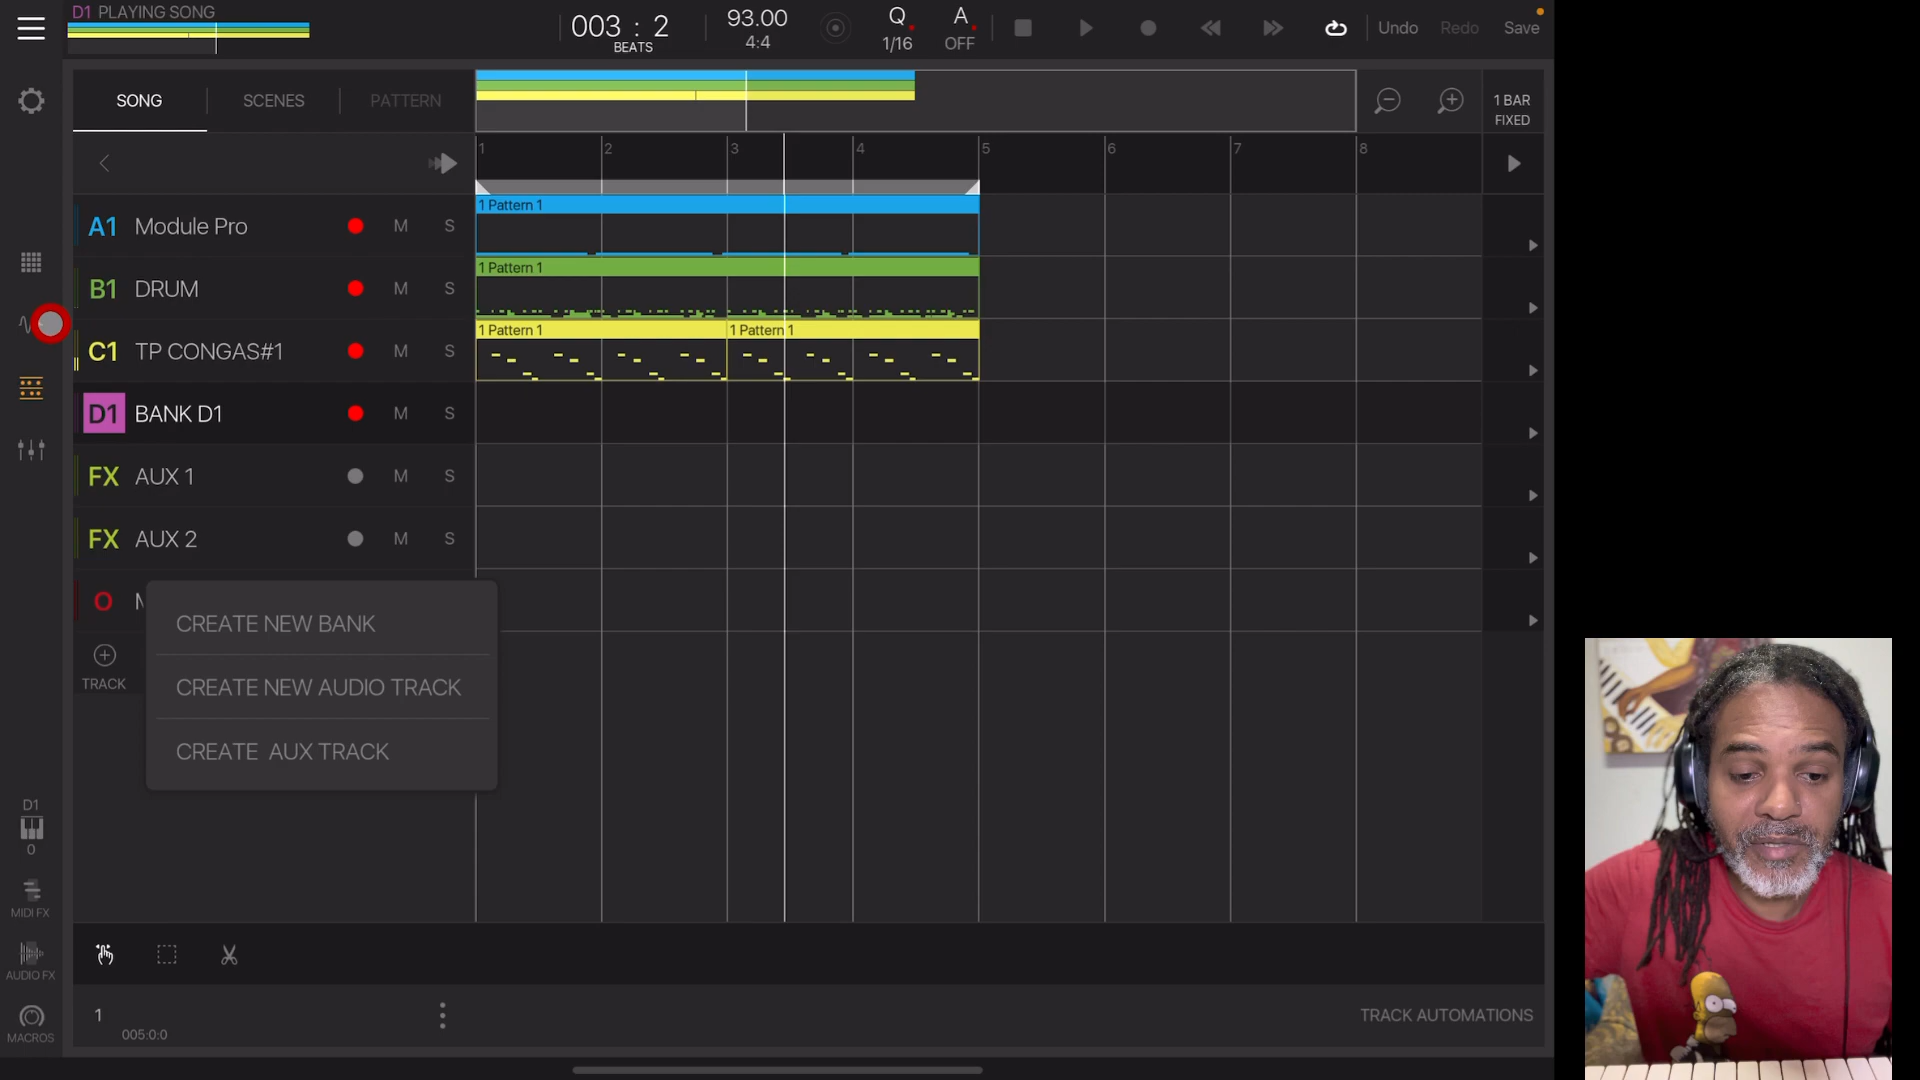 D1 PLAYING SONG
003 : 2
BEATS
93.00
4:4
Q
1/16
A
OFF
Undo
Redo
Save
SONG
SCENES
PATTERN
1 BAR
FIXED
1
2
3
4
5
6
7
8
A1 Module Pro M S
1 Pattern 1
B1 DRUM M S
1 Pattern 1
C1 TP CONGAS#1 M S
1 Pattern 1
1 Pattern 1
D1 BANK D1 M S
FX AUX 1 M S
FX AUX 2 M S
O
TRACK
CREATE NEW BANK
CREATE NEW AUDIO TRACK
CREATE AUX TRACK
D1
0
MIDI FX
AUDIO FX
MACROS
1
005:0:0
TRACK AUTOMATIONS